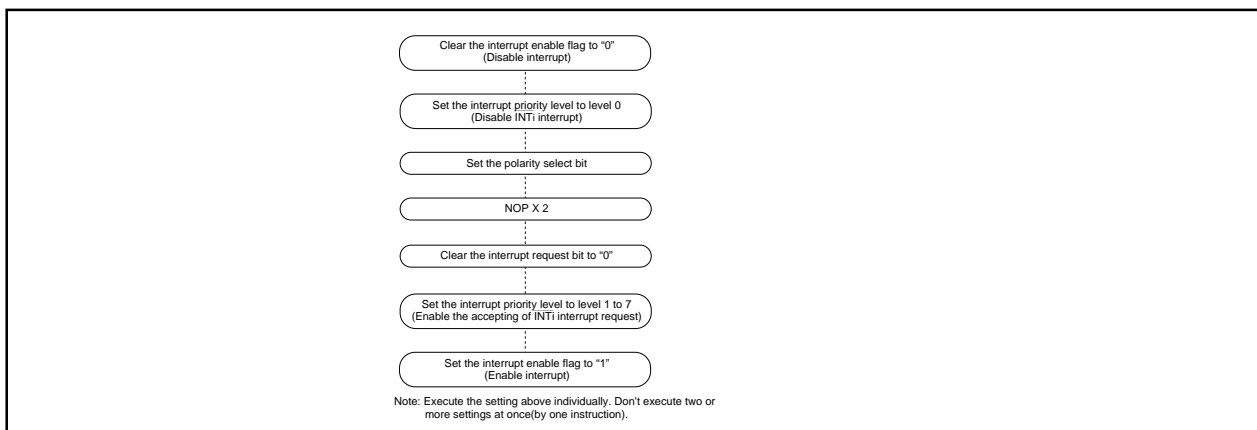 Clear the interrupt enable flag to “0”
(Disable interrupt)
Set the interrupt priority level to level 0
(Disable INTi interrupt)
Set the polarity select bit
NOP X 2
Clear the interrupt request bit to “0”
Set the interrupt priority level to level 1 to 7
(Enable the accepting of INTi interrupt request)
Set the interrupt enable flag to “1”
(Enable interrupt)
Note: Execute the setting above individually. Don’t execute two or
more settings at once(by one instruction).